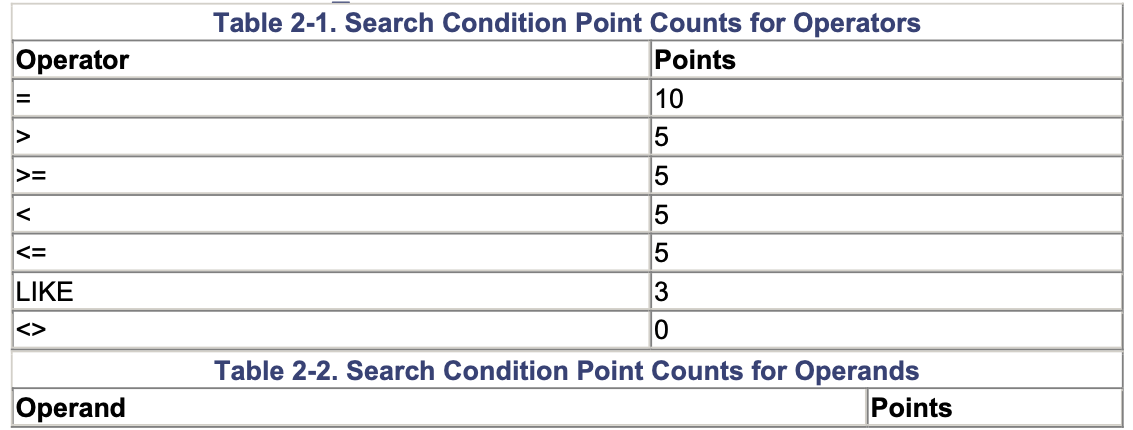 Table 2-1. Search Condition Point Counts for Operators
Operator Points
= 10
> 5
>= 5
< 5
<= 5
LIKE 3
<> 0
Table 2-2. Search Condition Point Counts for Operands
Operand Points